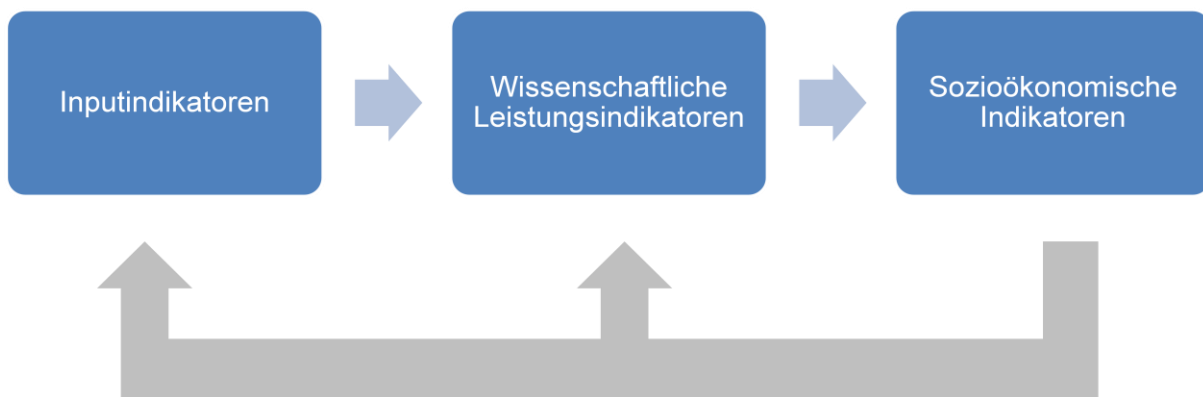 Inputindikatoren
Wissenschaftliche
Leistungsindikatoren
Sozioökonomische
Indikatoren